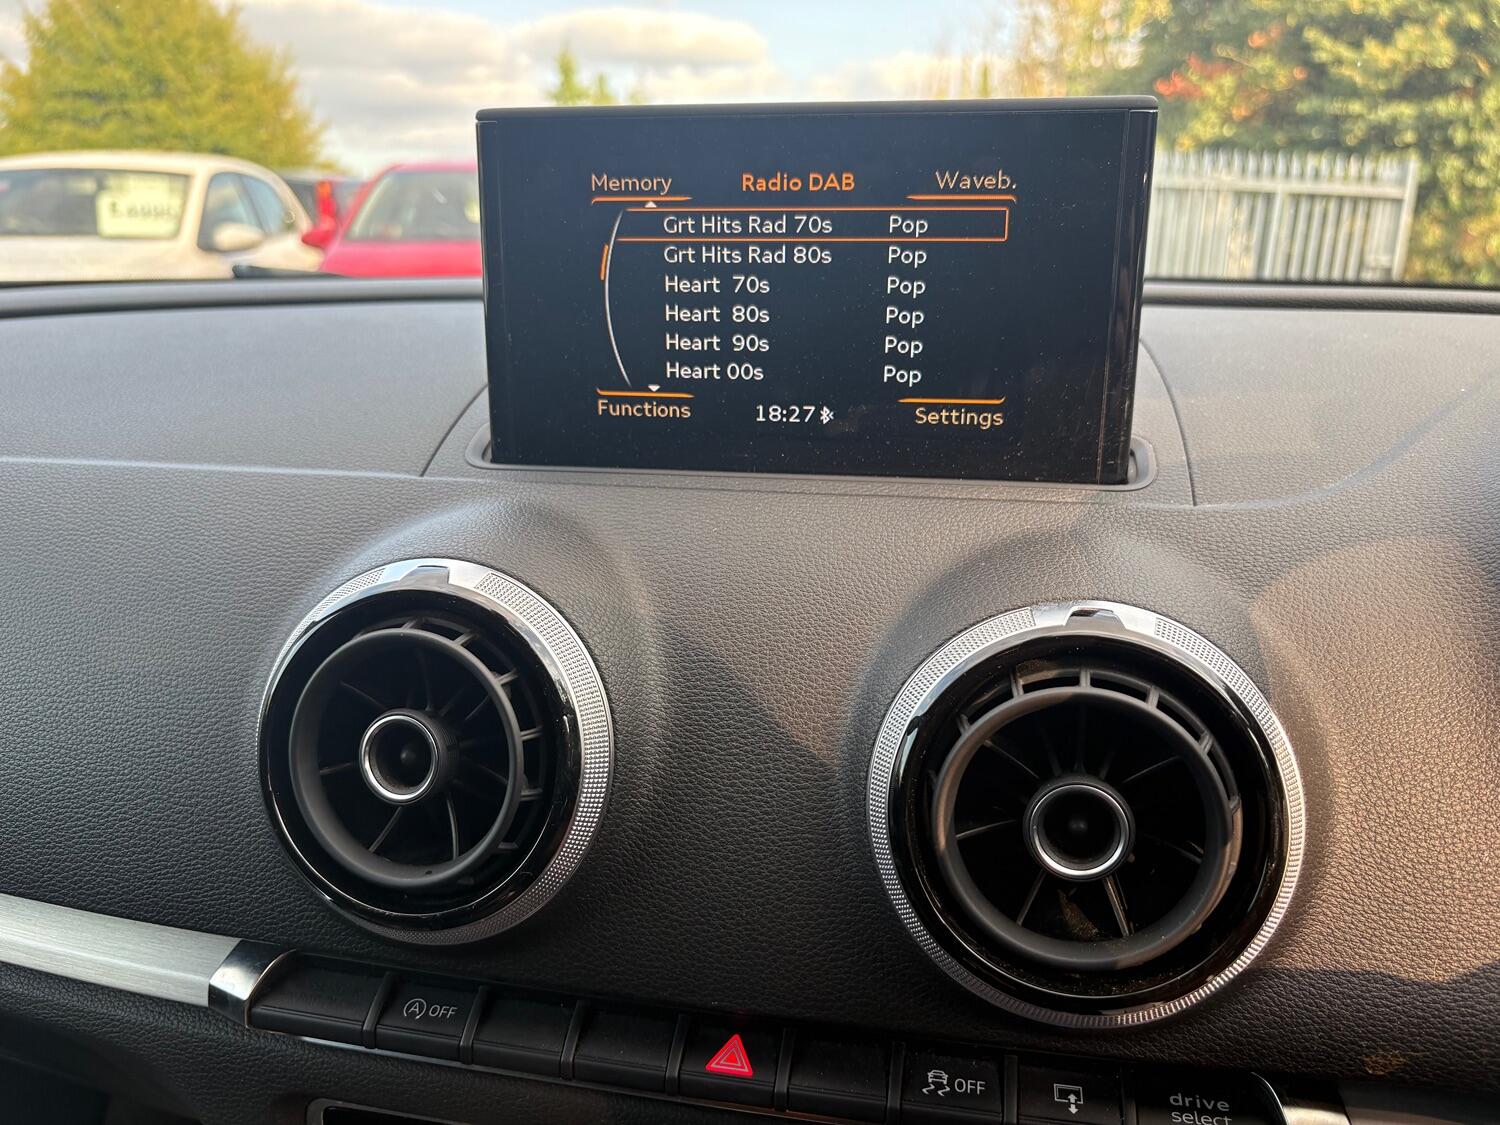 Memory Radio DAB Waveb.
Grt Hits Rad 70s Pop
Grt Hits Rad 80s Pop
Heart 70s Pop
Heart 80s Pop
Heart 90s Pop
Heart 00s Pop
Functions 18:27 Settings
A OFF
OFF
drive
select